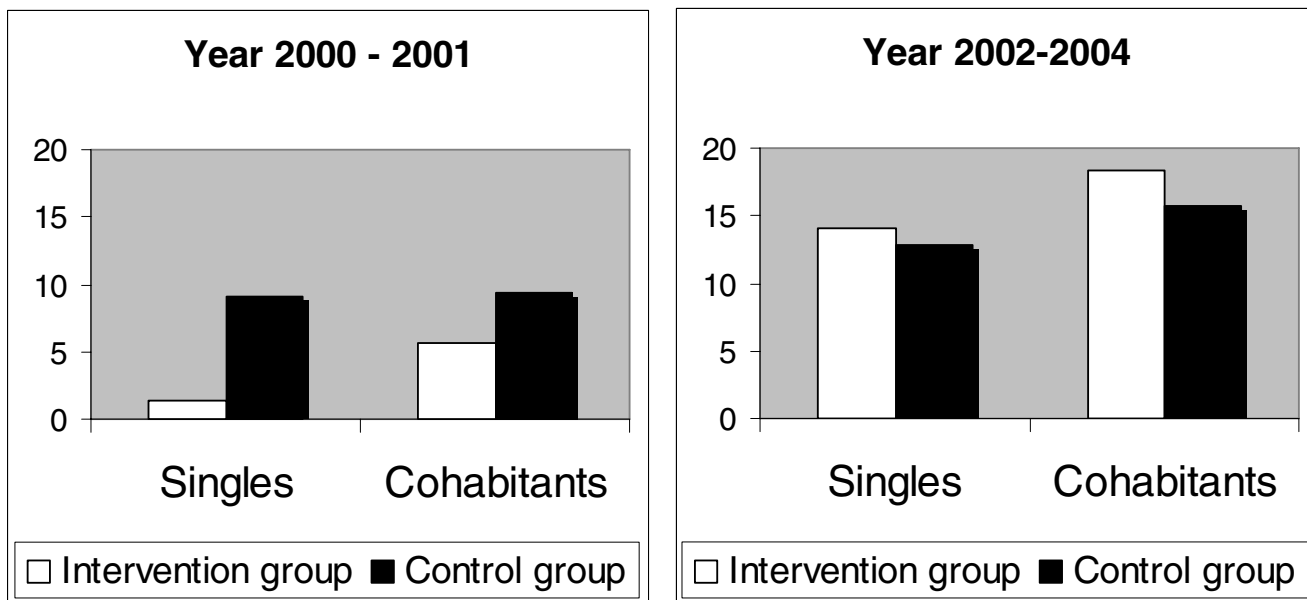 Year 2000 - 2001
20
15
10
5
0
Singles Cohabitants
Intervention group Control group
Year 2002-2004
20
15
10
5
0
Singles Cohabitants
Intervention group Control group